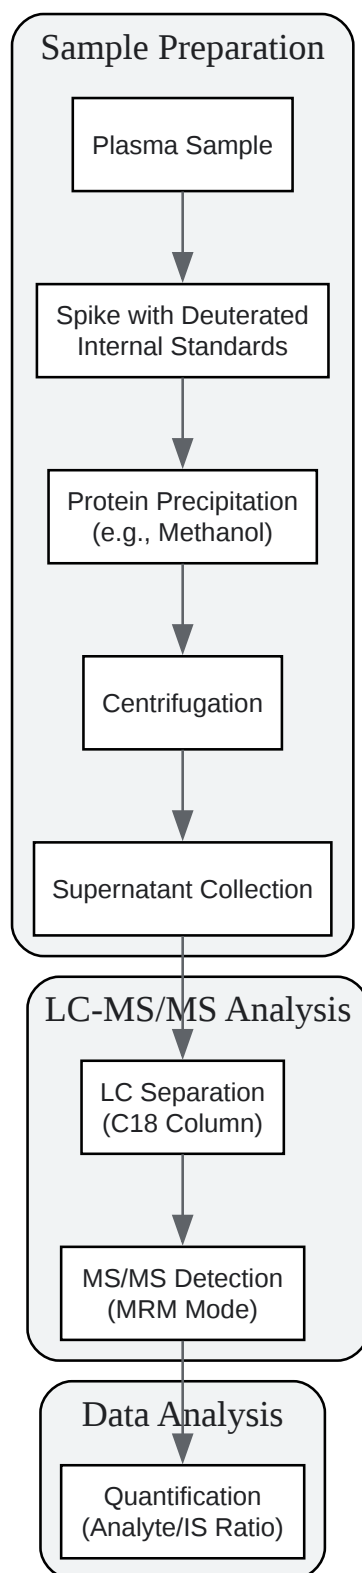 Sample Preparation
Plasma Sample
Spike with Deuterated
Internal Standards
Protein Precipitation
(e.g., Methanol)
Centrifugation
Supernatant Collection
LC-MS/MS Analysis
LC Separation
(C18 Column)
MS/MS Detection
(MRM Mode)
Data Analysis
Quantification
(Analyte/IS Ratio)